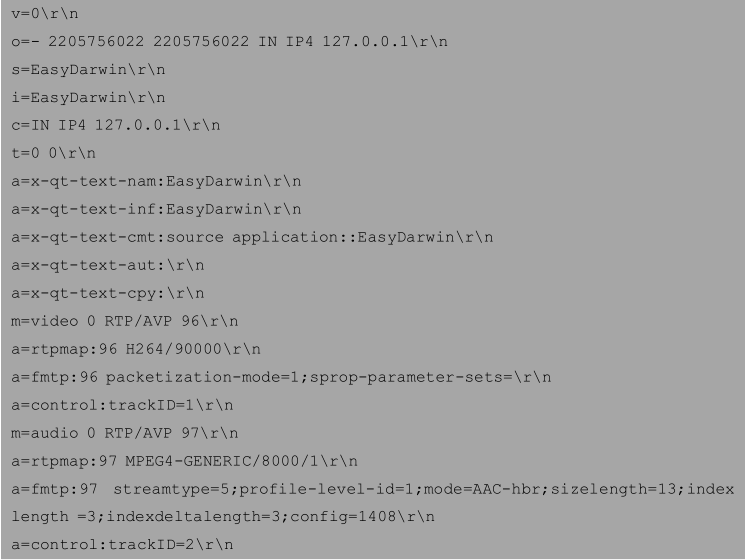 v=0\r\n
o=- 2205756022 2205756022 IN IP4 127.0.0.1\r\n
s=EasyDarwin\r\n
i=EasyDarwin\r\n
c=IN IP4 127.0.0.1\r\n
t=0 0\r\n
a=x-qt-text-nam:EasyDarwin\r\n
a=x-qt-text-inf:EasyDarwin\r\n
a=x-qt-text-cmt:source application::EasyDarwin\r\n
a=x-qt-text-aut:\r\n
a=x-qt-text-cpy:\r\n
m=video 0 RTP/AVP 96\r\n
a=rtpmap:96 H264/90000\r\n
a=fmtp:96 packetization-mode=1;sprop-parameter-sets=\r\n
a=control:trackID=1\r\n
m=audio 0 RTP/AVP 97\r\n
a=rtpmap:97 MPEG4-GENERIC/8000/1\r\n
a=fmtp:97 streamtype=5;profile-level-id=1;mode=AAC-hbr;sizelength=13;index
length =3;indexdeltalength=3;config=1408\r\n
a=control:trackID=2\r\n